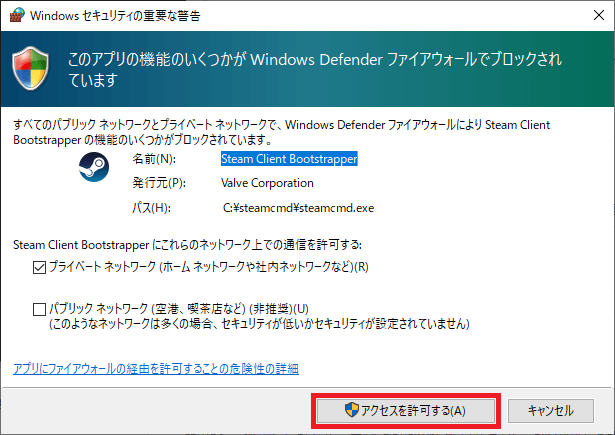 Windows セキュリティの重要な警告
このアプリの機能のいくつかが Windows Defender ファイアウォールでブロックされ
ています
すべてのパブリック ネットワークとプライベート ネットワークで、Windows Defender ファイアウォールにより Steam Client
Bootstrapper の機能のいくつかがブロックされています。
名前(N): Steam Client Bootstrapper
発行元(P): Valve Corporation
パス(H): C:¥steamcmd¥steamcmd.exe
Steam Client Bootstrapper にこれらのネットワーク上での通信を許可する:
プライベート ネットワーク (ホーム ネットワークや社内ネットワークなど)(R)
パブリック ネットワーク (空港、喫茶店など) (非推奨)(U)
(このようなネットワークは多くの場合、セキュリティが低いかセキュリティが設定されていません)
アプリにファイアウォールの経由を許可することの危険性の詳細
アクセスを許可する(A) キャンセル